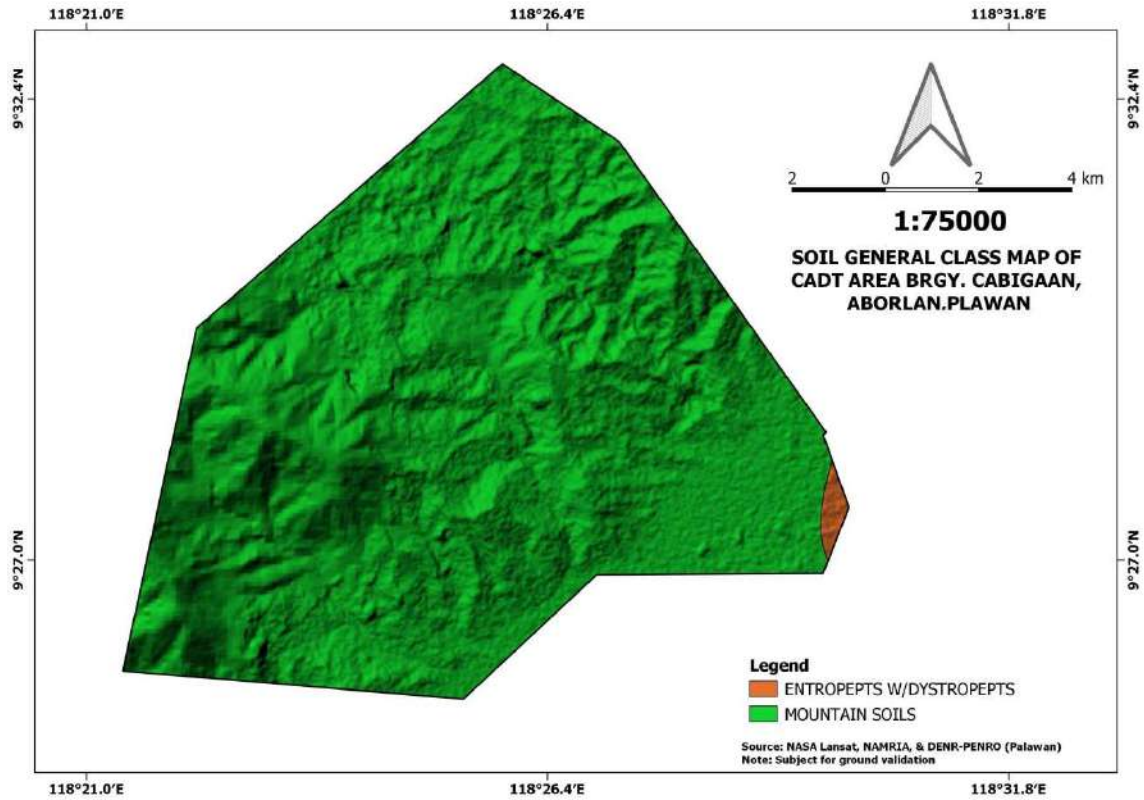 118°21.0′E 118°26.4′E 118°31.8′E
9°32.4′N 9°32.4′N
2 0 2 4 km
1:75000
SOIL GENERAL CLASS MAP OF
CADT AREA BRGY. CABIGAAN,
ABORLAN.PLAWAN
9°27.0′N 9°27.0′N
Legend
ENTROPEPTS W/DYSTROPEPTS
MOUNTAIN SOILS
Source: NASA Lansat, NAMRIA, & DENR-PENRO (Palawan)
Note: Subject for ground validation
118°21.0′E 118°26.4′E 118°31.8′E